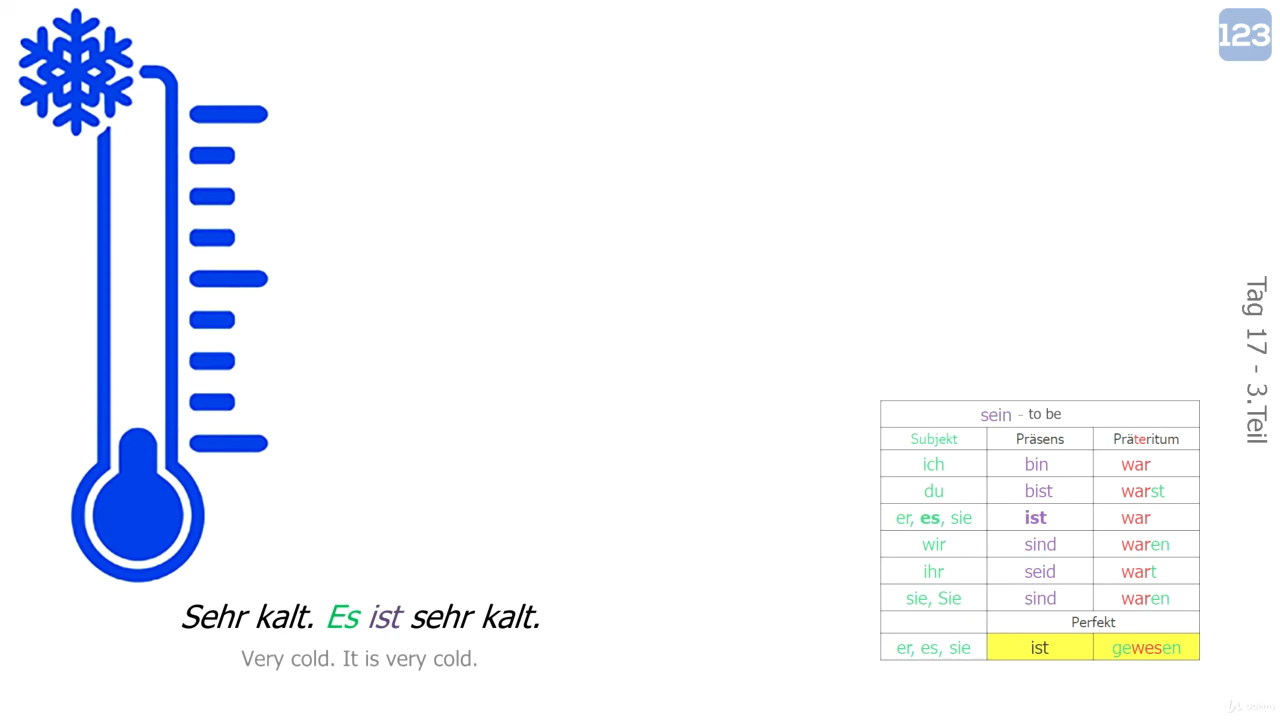 123
Tag 17 - 3.Teil
sein - to be
Subjekt Präsens Präteritum
ich bin war
du bist warst
er, es, sie ist war
wir sind waren
ihr seid wart
sie, Sie sind waren
Perfekt
er, es, sie ist gewesen
Sehr kalt. Es ist sehr kalt.
Very cold. It is very cold.